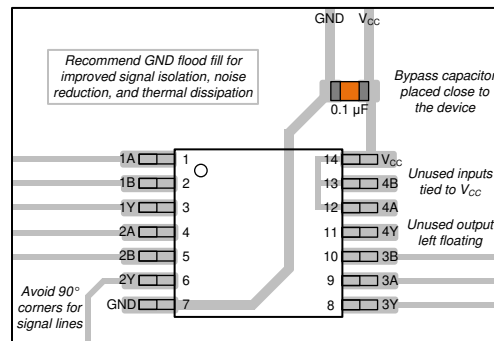 GND VCC
Recommend GND flood fill for
improved signal isolation, noise
reduction, and thermal dissipation
Bypass capacitor
placed close to
the device
0.1 µF
1A 1 14 VCC
1B 2 13 4B
1Y 3 12 4A
2A 4 11 4Y
2B 5 10 3B
2Y 6 9 3A
GND 7 8 3Y
Unused inputs
tied to VCC
Unused output
left floating
Avoid 90°
corners for
signal lines